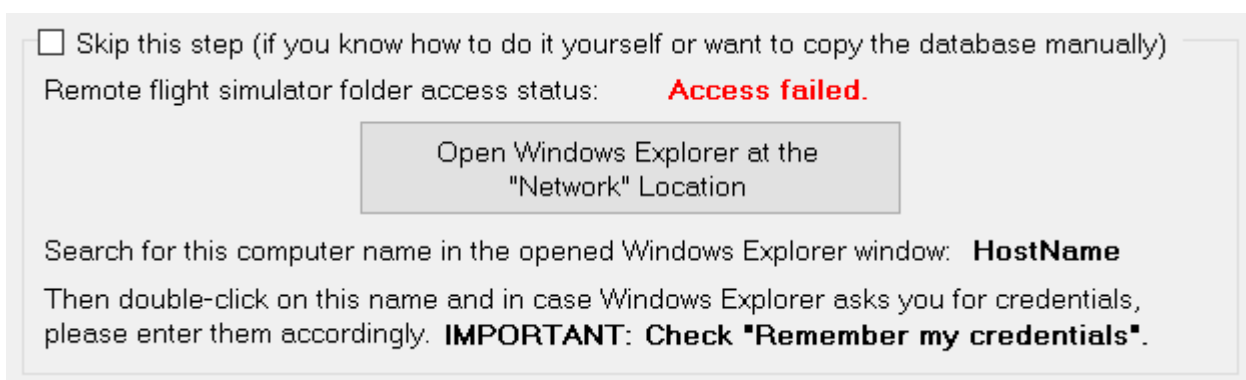 Skip this step (if you know how to do it yourself or want to copy the database manually)
Remote flight simulator folder access status: Access failed.
Open Windows Explorer at the
"Network" Location
Search for this computer name in the opened Windows Explorer window: HostName
Then double-click on this name and in case Windows Explorer asks you for credentials,
please enter them accordingly. IMPORTANT: Check "Remember my credentials".